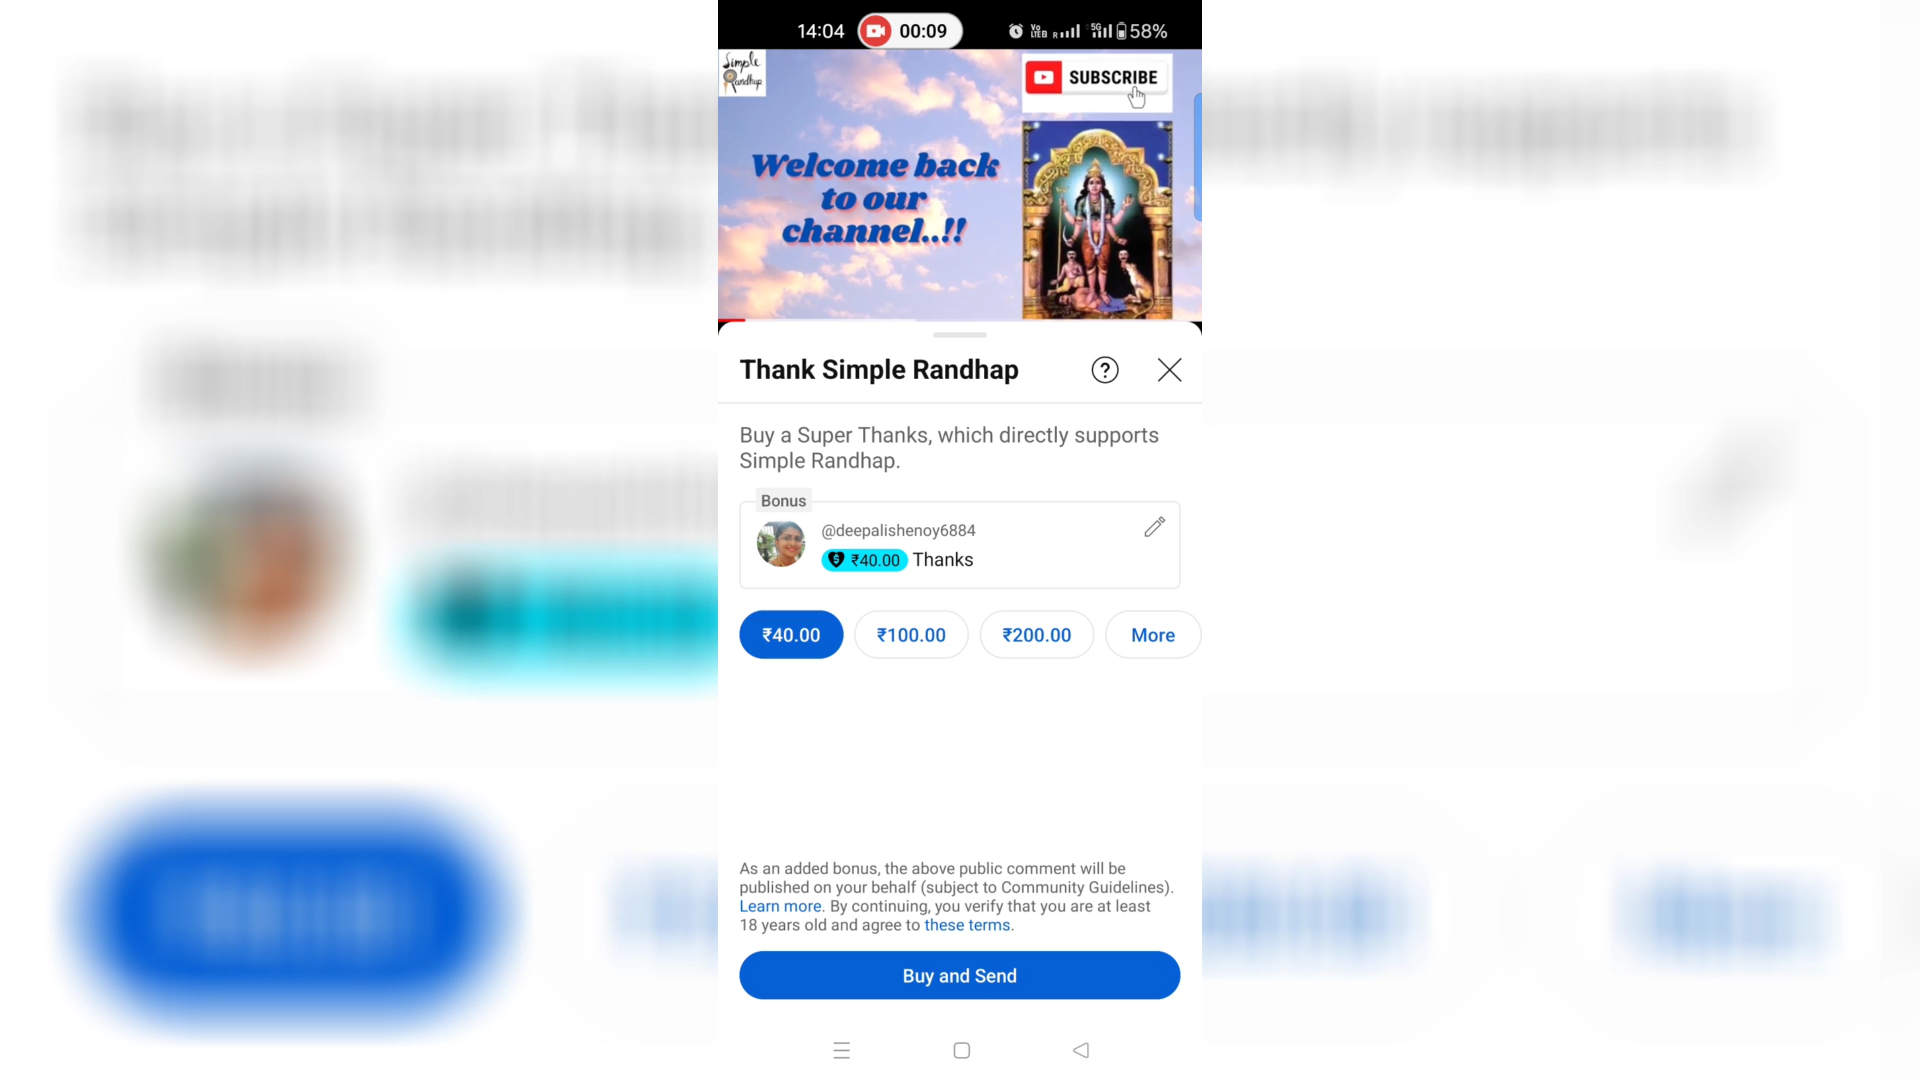 14:04 00:09 58%
Simple
Randhap
SUBSCRIBE
Welcome back
to our
channel..!!
Thank Simple Randhap
Buy a Super Thanks, which directly supports
Simple Randhap.
Bonus
@deepalishenoy6884
₹40.00 Thanks
₹40.00 ₹100.00 ₹200.00 More
As an added bonus, the above public comment will be
published on your behalf (subject to Community Guidelines).
Learn more. By continuing, you verify that you are at least
18 years old and agree to these terms.
Buy and Send